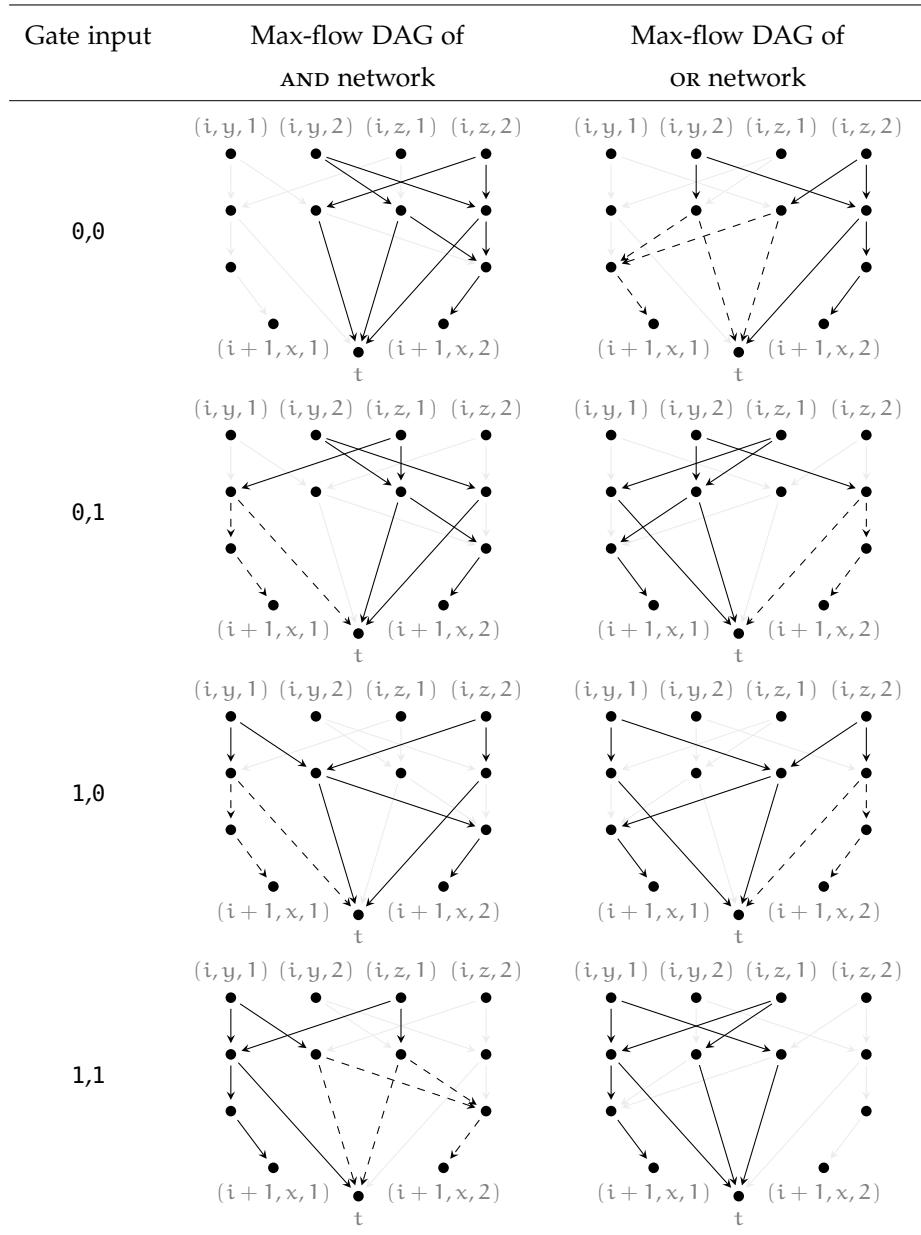 Gate input Max-flow DAG of Max-flow DAG of
AND network OR network
(i, y, 1) (i, y, 2) (i, z, 1) (i, z, 2) (i, y, 1) (i, y, 2) (i, z, 1) (i, z, 2)
0,0
(i + 1, x, 1) (i + 1, x, 2) (i + 1, x, 1) (i + 1, x, 2)
t t
(i, y, 1) (i, y, 2) (i, z, 1) (i, z, 2) (i, y, 1) (i, y, 2) (i, z, 1) (i, z, 2)
0,1
(i + 1, x, 1) (i + 1, x, 2) (i + 1, x, 1) (i + 1, x, 2)
t t
(i, y, 1) (i, y, 2) (i, z, 1) (i, z, 2) (i, y, 1) (i, y, 2) (i, z, 1) (i, z, 2)
1,0
(i + 1, x, 1) (i + 1, x, 2) (i + 1, x, 1) (i + 1, x, 2)
t t
(i, y, 1) (i, y, 2) (i, z, 1) (i, z, 2) (i, y, 1) (i, y, 2) (i, z, 1) (i, z, 2)
1,1
(i + 1, x, 1) (i + 1, x, 2) (i + 1, x, 1) (i + 1, x, 2)
t t